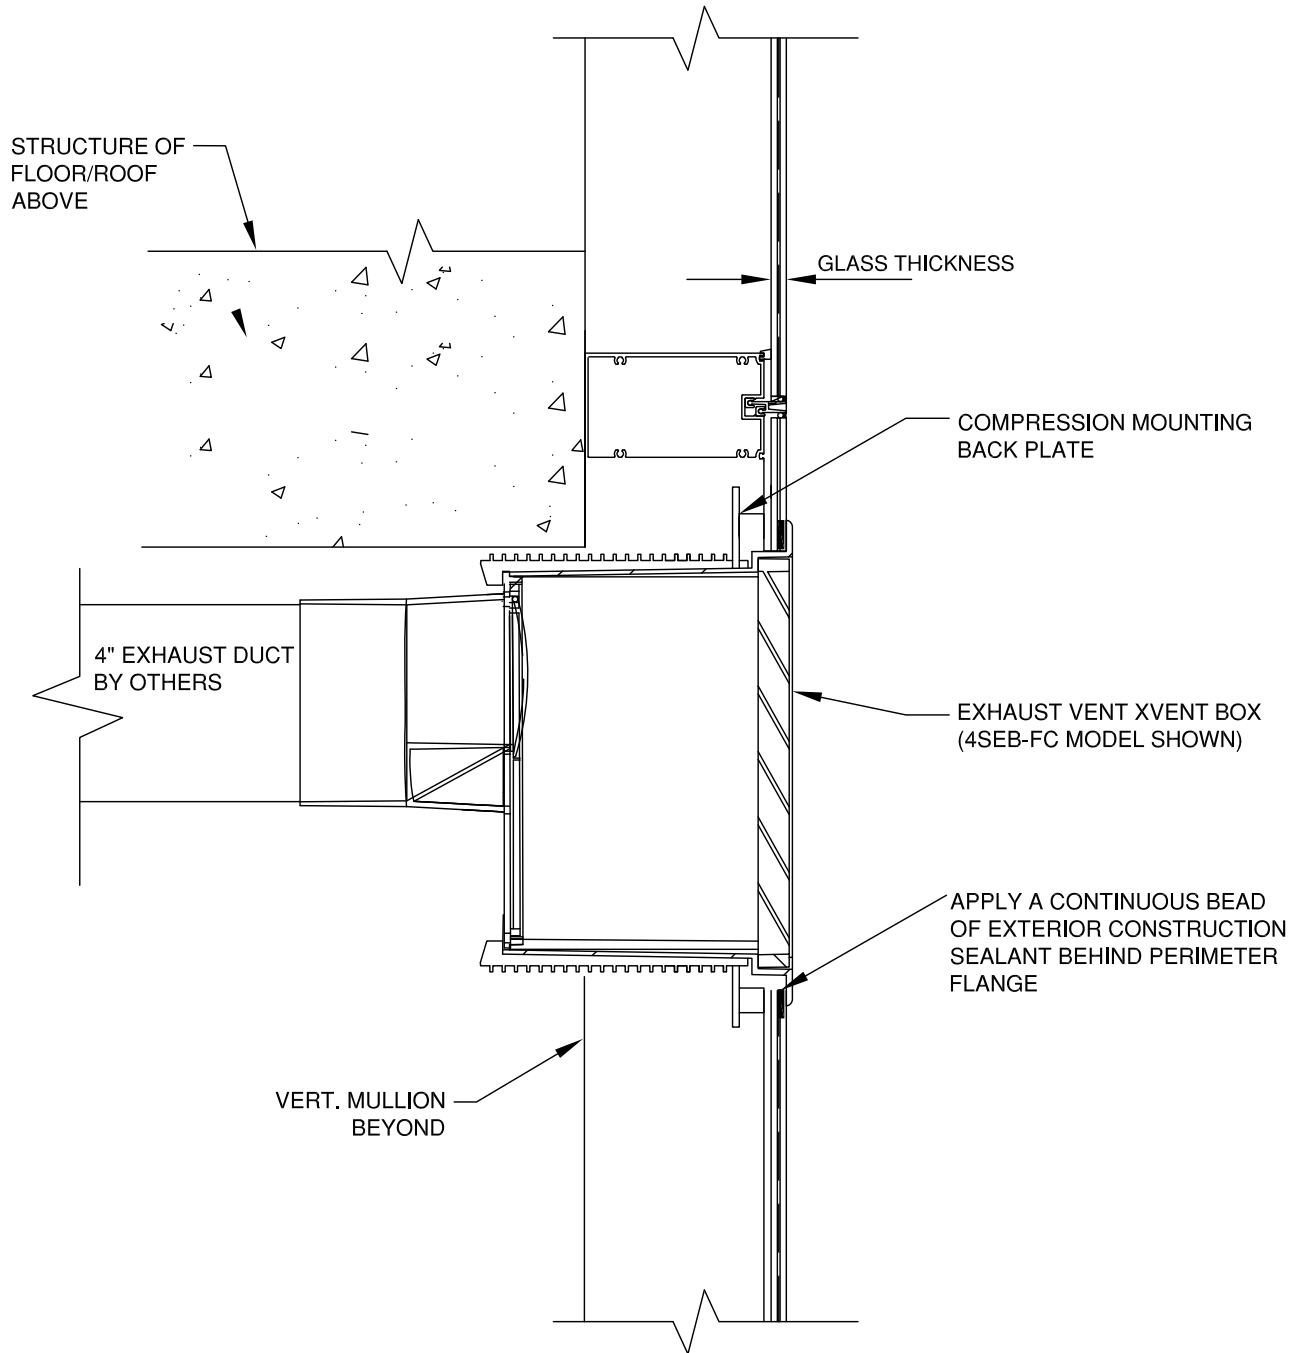 STRUCTURE OF
FLOOR/ROOF
ABOVE
GLASS THICKNESS
COMPRESSION MOUNTING
BACK PLATE
4" EXHAUST DUCT
BY OTHERS
EXHAUST VENT XVENT BOX
(4SEB-FC MODEL SHOWN)
APPLY A CONTINUOUS BEAD
OF EXTERIOR CONSTRUCTION
SEALANT BEHIND PERIMETER
FLANGE
VERT. MULLION
BEYOND